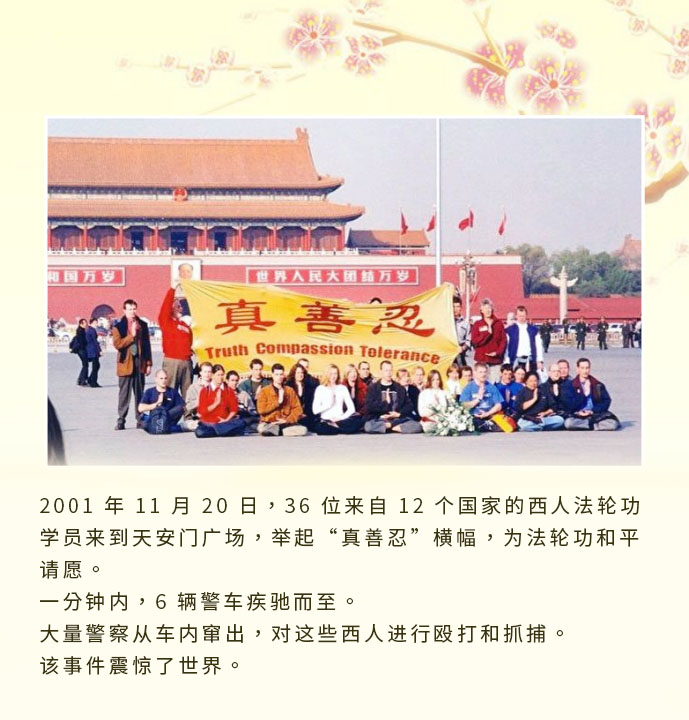 和国万岁
世界人民大团结万岁
真善忍
Truth Compassion Tolerance
2001 年 11 月 20 日，36 位来自 12 个国家的西人法轮功
学员来到天安门广场，举起“真善忍”横幅，为法轮功和平
请愿。
一分钟内，6 辆警车疾驰而至。
大量警察从车内窜出，对这些西人进行殴打和抓捕。
该事件震惊了世界。